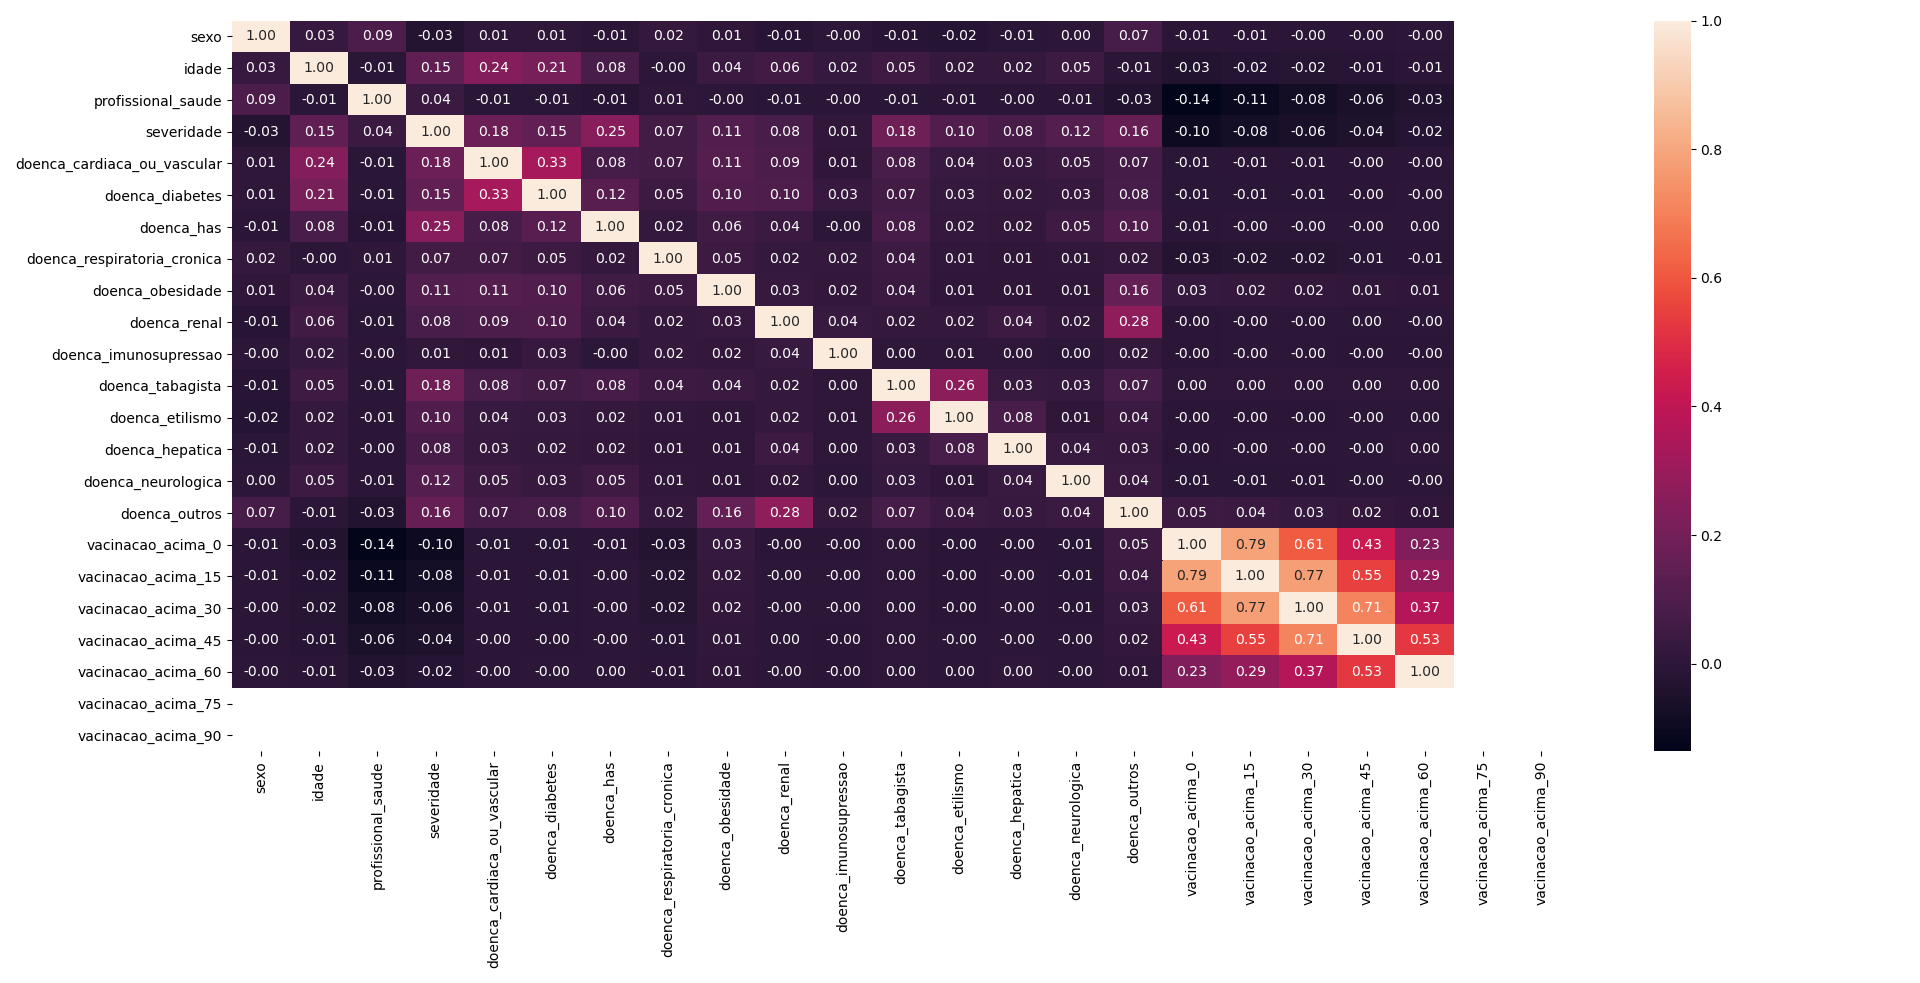 sexo 1.00 0.03 0.09 -0.03 0.01 0.01 -0.01 0.02 0.01 -0.01 -0.00 -0.01 -0.02 -0.01 0.00 0.07 -0.01 -0.01 -0.00 -0.00 -0.00
idade 0.03 1.00 -0.01 0.15 0.24 0.21 0.08 -0.00 0.04 0.06 0.02 0.05 0.02 0.02 0.05 -0.01 -0.03 -0.02 -0.02 -0.01 -0.01
profissional_saude 0.09 -0.01 1.00 0.04 -0.01 -0.01 -0.01 0.01 -0.00 -0.01 -0.00 -0.01 -0.01 -0.00 -0.01 -0.03 -0.14 -0.11 -0.08 -0.06 -0.03
severidade -0.03 0.15 0.04 1.00 0.18 0.15 0.25 0.07 0.11 0.08 0.01 0.18 0.10 0.08 0.12 0.16 -0.10 -0.08 -0.06 -0.04 -0.02
doenca_cardiaca_ou_vascular 0.01 0.24 -0.01 0.18 1.00 0.33 0.08 0.07 0.11 0.09 0.01 0.08 0.04 0.03 0.05 0.07 -0.01 -0.01 -0.01 -0.00 -0.00
doenca_diabetes 0.01 0.21 -0.01 0.15 0.33 1.00 0.12 0.05 0.10 0.10 0.03 0.07 0.03 0.02 0.03 0.08 -0.01 -0.01 -0.01 -0.00 -0.00
doenca_has -0.01 0.08 -0.01 0.25 0.08 0.12 1.00 0.02 0.06 0.04 -0.00 0.08 0.02 0.02 0.05 0.10 -0.01 -0.00 -0.00 -0.00 0.00
doenca_respiratoria_cronica 0.02 -0.00 0.01 0.07 0.07 0.05 0.02 1.00 0.05 0.02 0.02 0.04 0.01 0.01 0.01 0.02 -0.03 -0.02 -0.02 -0.01 -0.01
doenca_obesidade 0.01 0.04 -0.00 0.11 0.11 0.10 0.06 0.05 1.00 0.03 0.02 0.04 0.01 0.01 0.01 0.16 0.03 0.02 0.02 0.01 0.01
doenca_renal -0.01 0.06 -0.01 0.08 0.09 0.10 0.04 0.02 0.03 1.00 0.04 0.02 0.02 0.04 0.02 0.28 -0.00 -0.00 -0.00 0.00 -0.00
doenca_imunosupressao -0.00 0.02 -0.00 0.01 0.01 0.03 -0.00 0.02 0.02 0.04 1.00 0.00 0.01 0.00 0.00 0.02 -0.00 -0.00 -0.00 -0.00 -0.00
doenca_tabagista -0.01 0.05 -0.01 0.18 0.08 0.07 0.08 0.04 0.04 0.02 0.00 1.00 0.26 0.03 0.03 0.07 0.00 0.00 0.00 0.00 0.00
doenca_etilismo -0.02 0.02 -0.01 0.10 0.04 0.03 0.02 0.01 0.01 0.02 0.01 0.26 1.00 0.08 0.01 0.04 -0.00 -0.00 -0.00 -0.00 0.00
doenca_hepatica -0.01 0.02 -0.00 0.08 0.03 0.02 0.02 0.01 0.01 0.04 0.00 0.03 0.08 1.00 0.04 0.03 -0.00 -0.00 -0.00 -0.00 0.00
doenca_neurologica 0.00 0.05 -0.01 0.12 0.05 0.03 0.05 0.01 0.01 0.02 0.00 0.03 0.01 0.04 1.00 0.04 -0.01 -0.01 -0.01 -0.00 -0.00
doenca_outros 0.07 -0.01 -0.03 0.16 0.07 0.08 0.10 0.02 0.16 0.28 0.02 0.07 0.04 0.03 0.04 1.00 0.05 0.04 0.03 0.02 0.01
vacinacao_acima_0 -0.01 -0.03 -0.14 -0.10 -0.01 -0.01 -0.01 -0.03 0.03 -0.00 -0.00 0.00 -0.00 -0.00 -0.01 0.05 1.00 0.79 0.61 0.43 0.23
vacinacao_acima_15 -0.01 -0.02 -0.11 -0.08 -0.01 -0.01 -0.00 -0.02 0.02 -0.00 -0.00 0.00 -0.00 -0.00 -0.01 0.04 0.79 1.00 0.77 0.55 0.29
vacinacao_acima_30 -0.00 -0.02 -0.08 -0.06 -0.01 -0.01 -0.00 -0.02 0.02 -0.00 -0.00 0.00 -0.00 -0.00 -0.01 0.03 0.61 0.77 1.00 0.71 0.37
vacinacao_acima_45 -0.00 -0.01 -0.06 -0.04 -0.00 -0.00 -0.00 -0.01 0.01 0.00 -0.00 0.00 -0.00 -0.00 -0.00 0.02 0.43 0.55 0.71 1.00 0.53
vacinacao_acima_60 -0.00 -0.01 -0.03 -0.02 -0.00 -0.00 0.00 -0.01 0.01 -0.00 -0.00 0.00 0.00 0.00 -0.00 0.01 0.23 0.29 0.37 0.53 1.00
vacinacao_acima_75
vacinacao_acima_90
sexo
idade
profissional_saude
severidade
doenca_cardiaca_ou_vascular
doenca_diabetes
doenca_has
doenca_respiratoria_cronica
doenca_obesidade
doenca_renal
doenca_imunosupressao
doenca_tabagista
doenca_etilismo
doenca_hepatica
doenca_neurologica
doenca_outros
vacinacao_acima_0
vacinacao_acima_15
vacinacao_acima_30
vacinacao_acima_45
vacinacao_acima_60
vacinacao_acima_75
vacinacao_acima_90
1.0
0.8
0.6
0.4
0.2
0.0